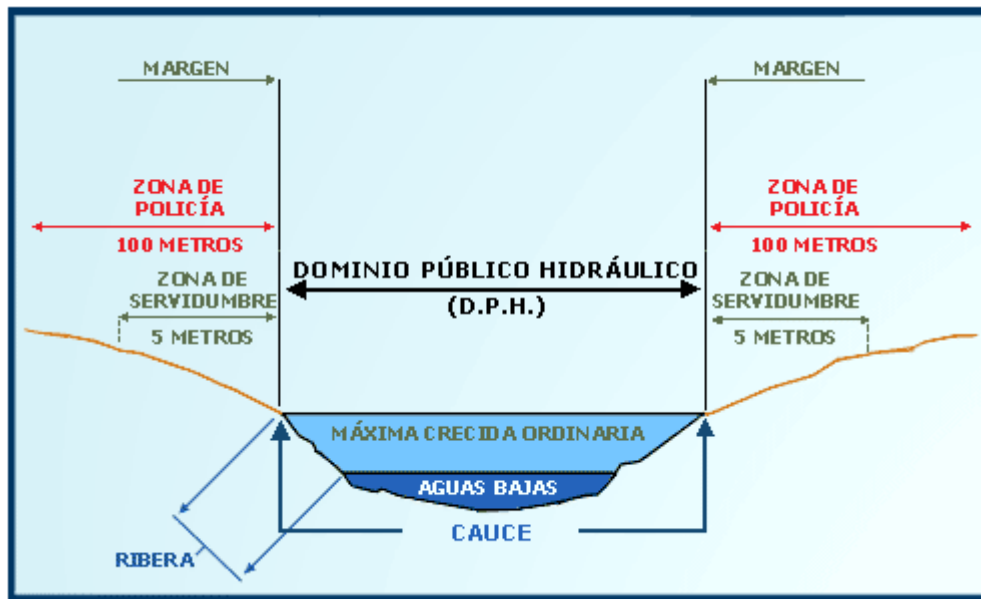 MARGEN
MARGEN
ZONA DE
POLICÍA
100 METROS
ZONA DE
POLICÍA
100 METROS
DOMINIO PÚBLICO HIDRÁULICO
(D.P.H.)
ZONA DE
SERVIDUMBRE
5 METROS
ZONA DE
SERVIDUMBRE
5 METROS
MÁXIMA CRECIDA ORDINARIA
AGUAS BAJAS
CAUCE
RIBERA